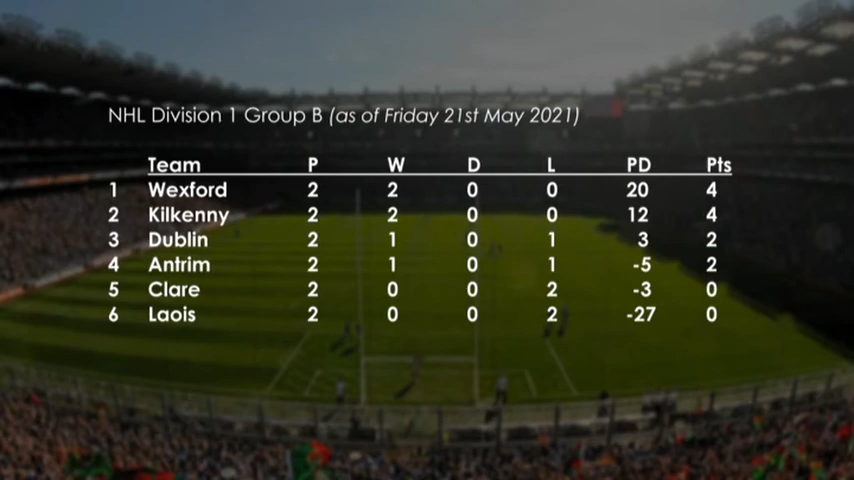 NHL Division 1 Group B (as of Friday 21st May 2021)
Team P W D L PD Pts
1 Wexford 2 2 0 0 20 4
2 Kilkenny 2 2 0 0 12 4
3 Dublin 2 1 0 1 3 2
4 Antrim 2 1 0 1 -5 2
5 Clare 2 0 0 2 -3 0
6 Laois 2 0 0 2 -27 0